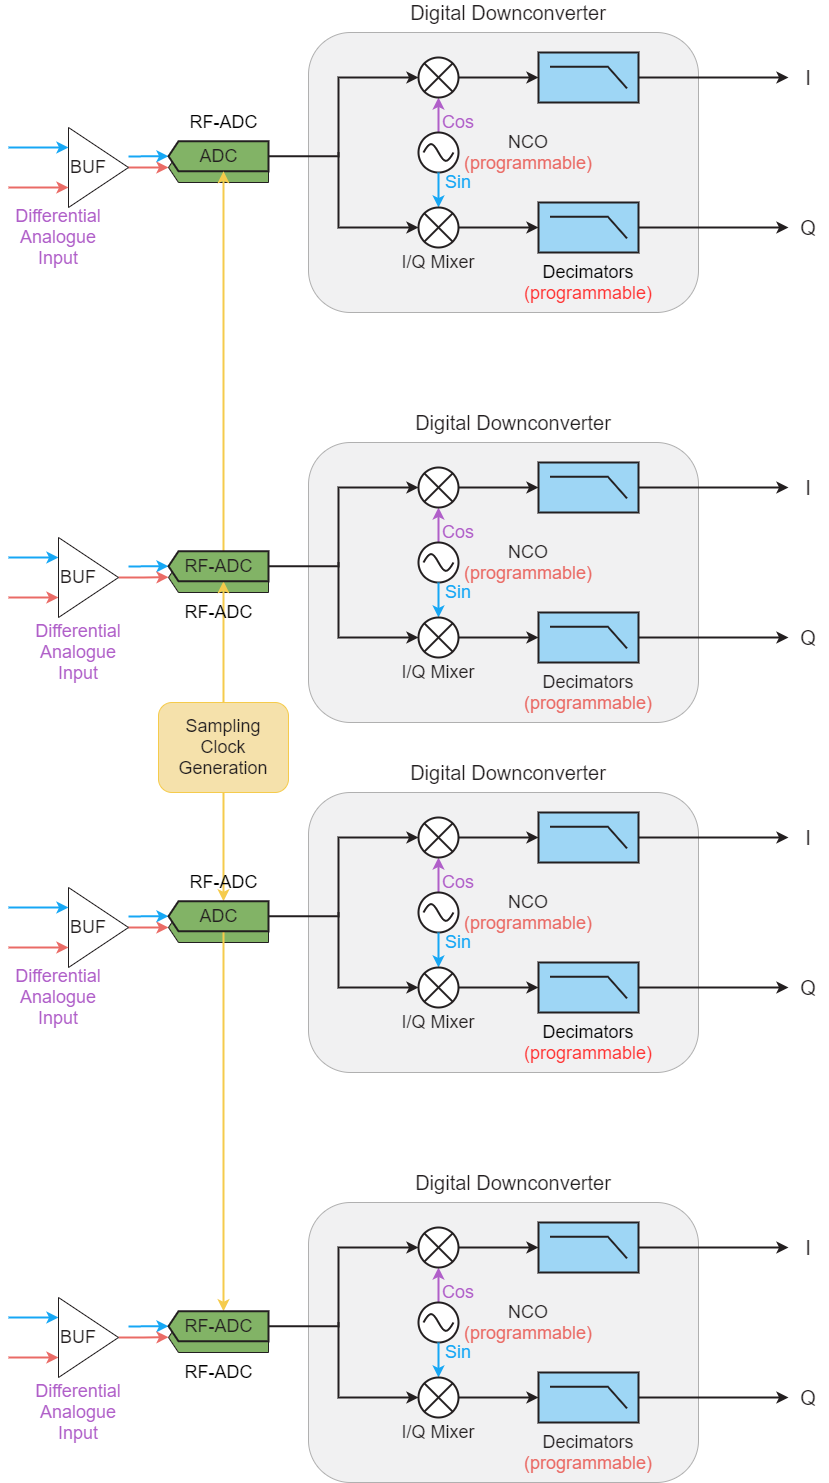 Digital Downconverter
I
RF-ADC
Cos
NCO
BUF
ADC
(programmable)
Sin
Differential
Analogue
Input
Q
I/Q Mixer
Decimators
(programmable)
Digital Downconverter
I
Cos
NCO
BUF
RF-ADC
(programmable)
Sin
RF-ADC
Differential
Analogue
Input
Q
I/Q Mixer
Decimators
(programmable)
Sampling
Clock
Generation
Digital Downconverter
I
RF-ADC
Cos
NCO
BUF
ADC
(programmable)
Sin
Differential
Analogue
Input
Q
I/Q Mixer
Decimators
(programmable)
Digital Downconverter
I
Cos
NCO
BUF
RF-ADC
(programmable)
Sin
RF-ADC
Differential
Analogue
Input
Q
I/Q Mixer
Decimators
(programmable)